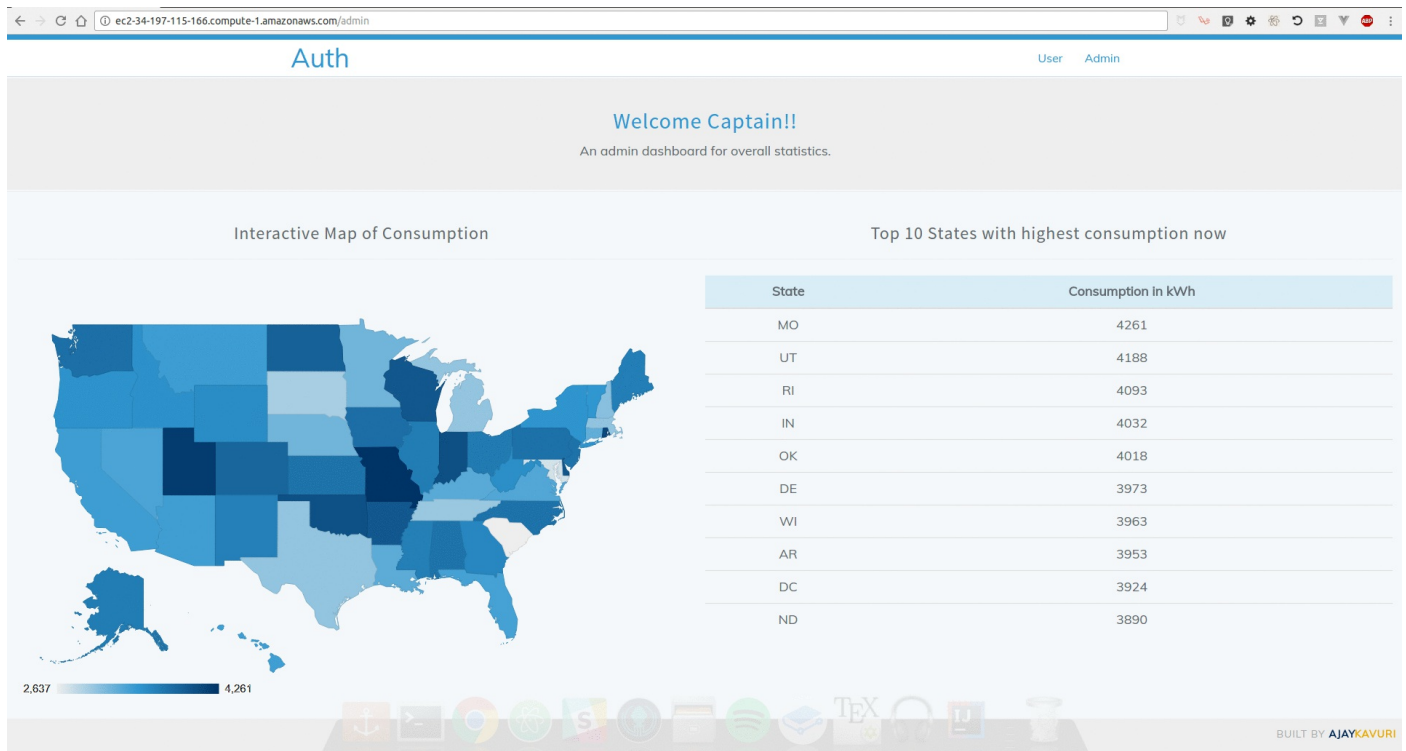 ec2-34-197-115-166.compute-1.amazonaws.com/admin
ABP
Auth
User Admin
Welcome Captain!!
An admin dashboard for overall statistics.
Interactive Map of Consumption
Top 10 States with highest consumption now
State Consumption in kWh
MO 4261
UT 4188
RI 4093
IN 4032
OK 4018
DE 3973
WI 3963
AR 3953
DC 3924
ND 3890
2,637 4,261
TEX
IJ
BUILT BY AJAYKAVURI